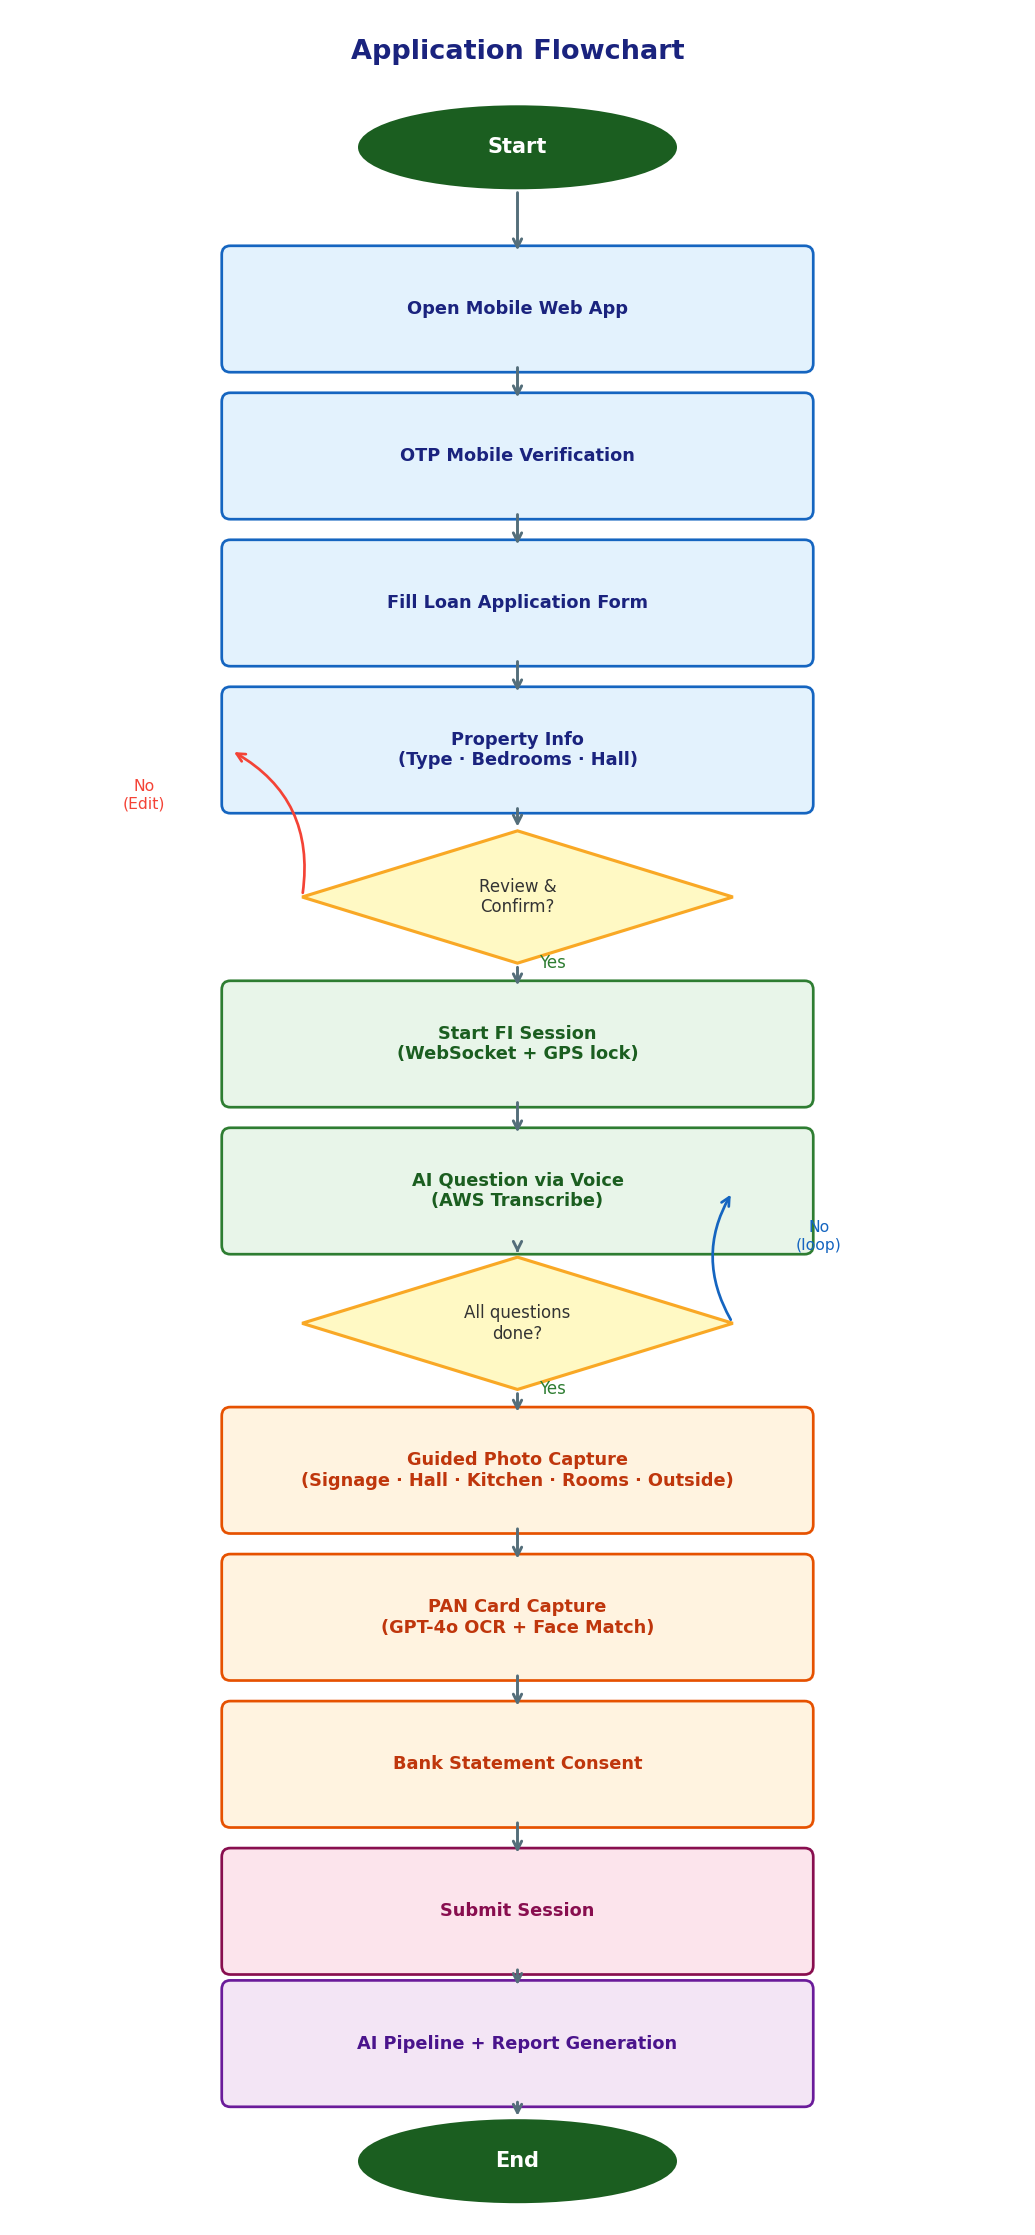 Application Flowchart
Start
Open Mobile Web App
OTP Mobile Verification
Fill Loan Application Form
Property Info
(Type · Bedrooms · Hall)
No
(Edit)
Review &
Confirm?
Yes
Start FI Session
(WebSocket + GPS lock)
AI Question via Voice
(AWS Transcribe)
No
(loop)
All questions
done?
Yes
Guided Photo Capture
(Signage · Hall · Kitchen · Rooms · Outside)
PAN Card Capture
(GPT-4o OCR + Face Match)
Bank Statement Consent
Submit Session
AI Pipeline + Report Generation
End